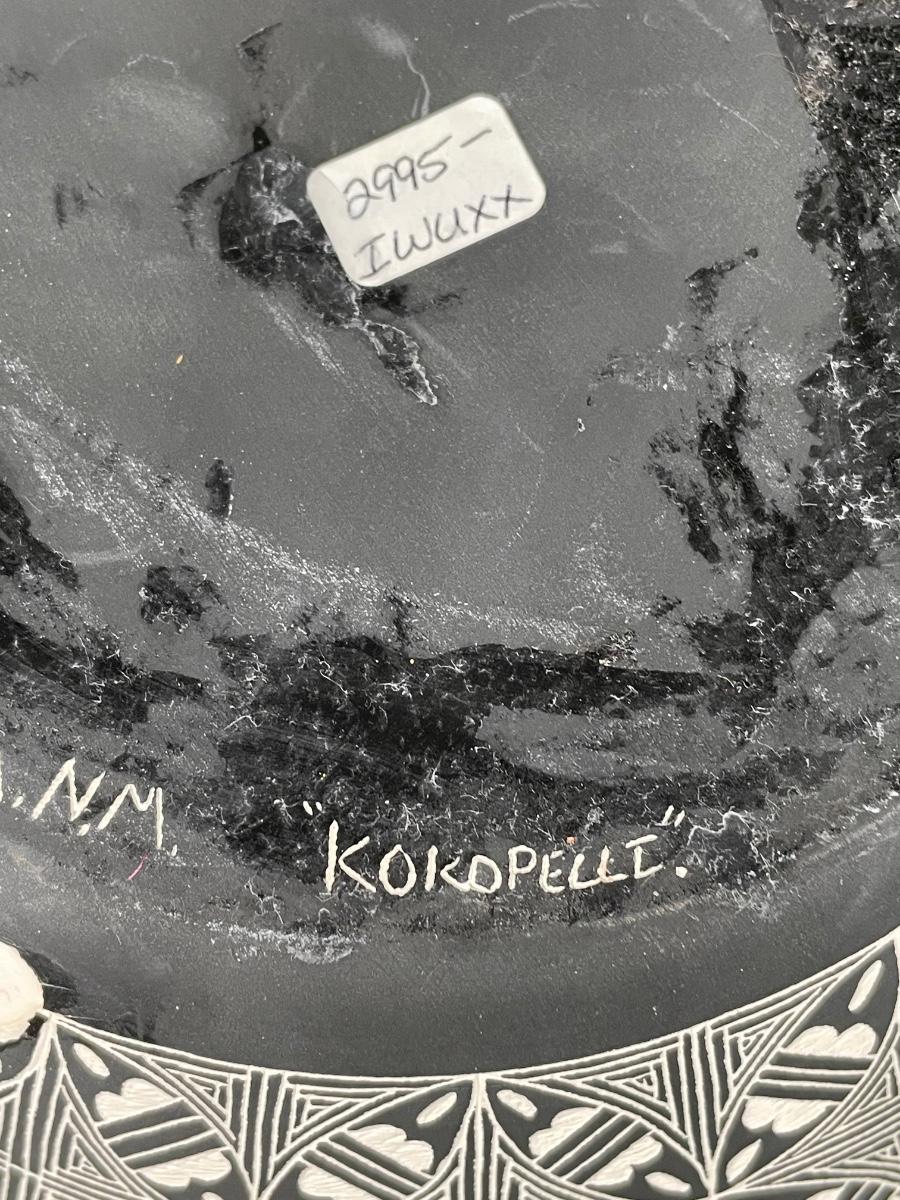 2995-
IWUXX
. N.M.
"KOKOPELLI".